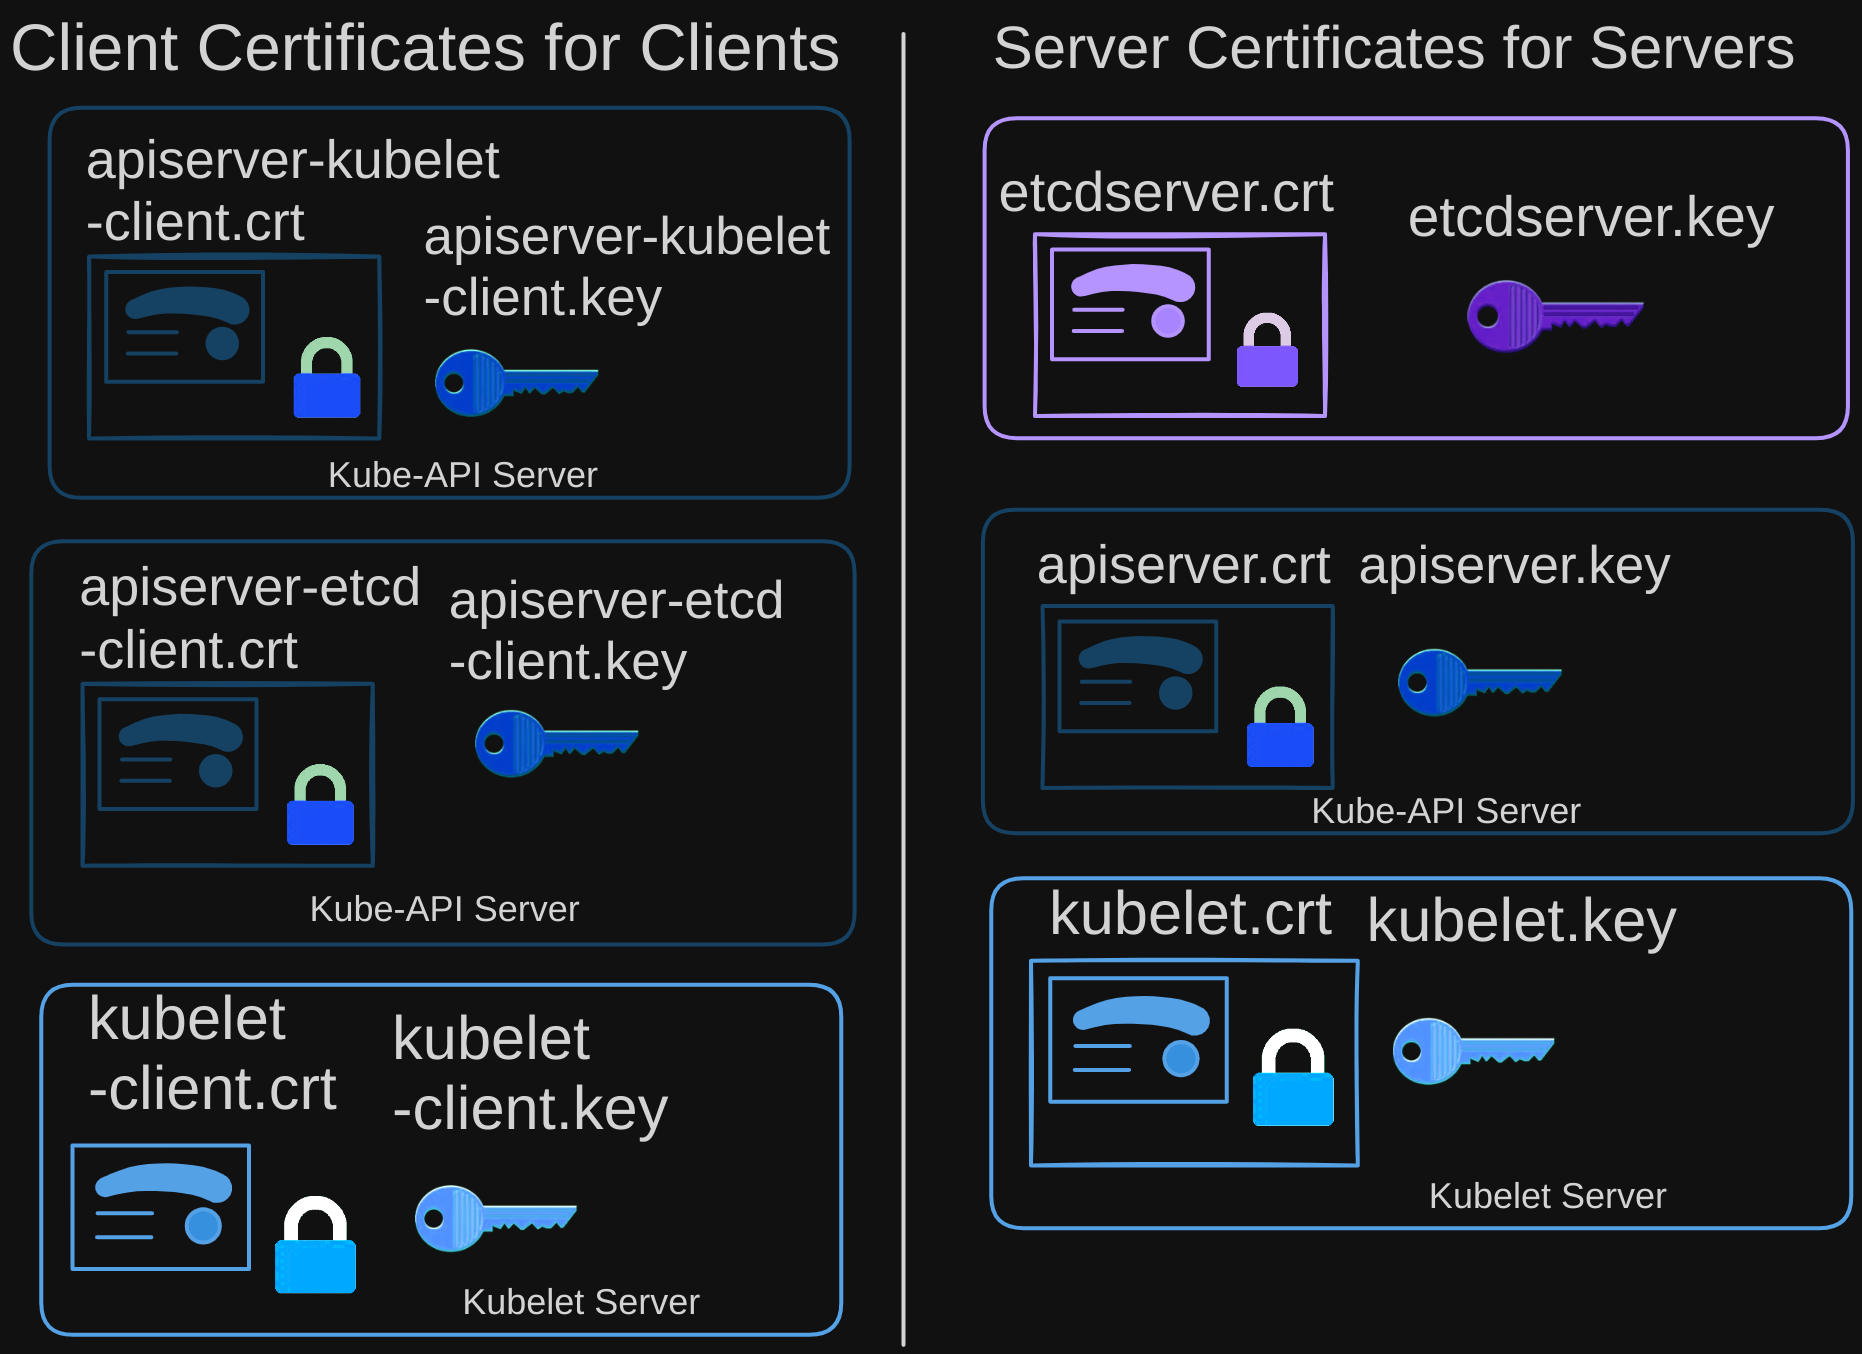 Client Certificates for Clients
apiserver-kubelet
-client.crt
apiserver-kubelet
-client.key
Kube-API Server
apiserver-etcd
-client.crt
apiserver-etcd
-client.key
Kube-API Server
kubelet
-client.crt
kubelet
-client.key
Kubelet Server
Server Certificates for Servers
etcdserver.crt
etcdserver.key
apiserver.crt
apiserver.key
Kube-API Server
kubelet.crt
kubelet.key
Kubelet Server